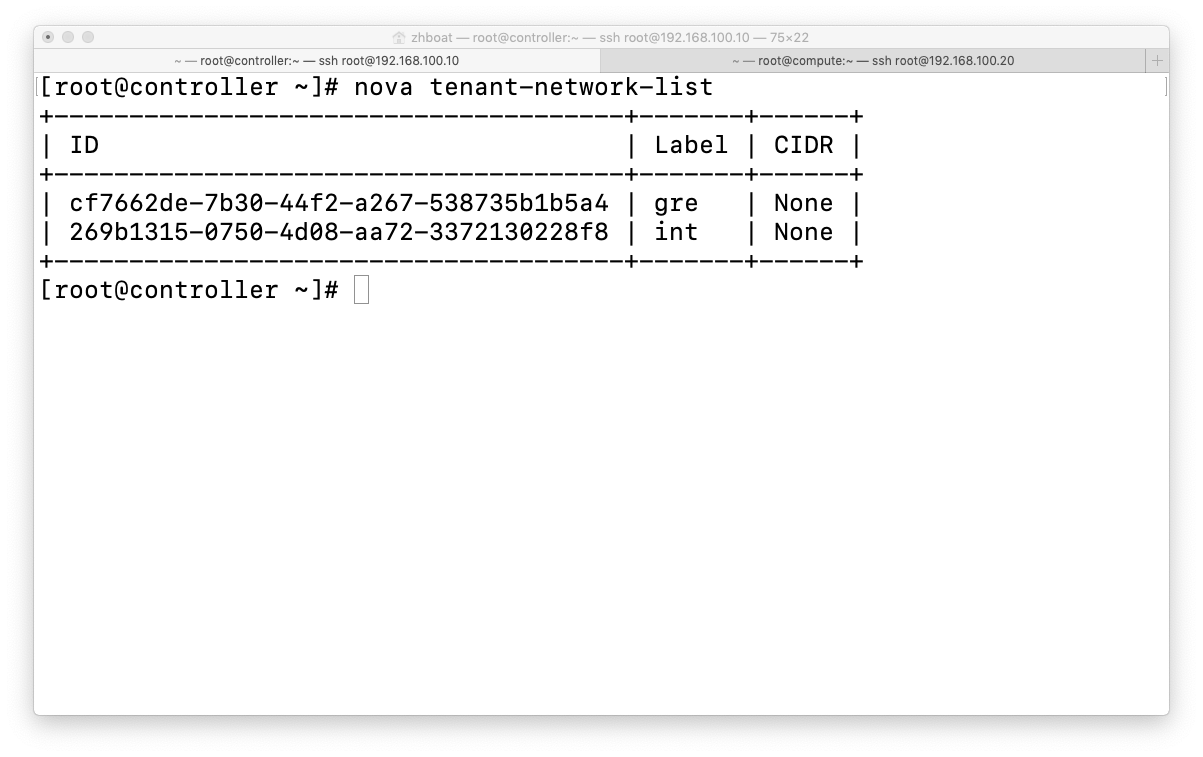 zhboat — root@controller:~ — ssh root@192.168.100.10 — 75×22
~ — root@controller:~ — ssh root@192.168.100.10
~ — root@compute:~ — ssh root@192.168.100.20
[root@controller ~]# nova tenant-network-list
+--------------------------------------+-------+------+
| ID                                   | Label | CIDR |
+--------------------------------------+-------+------+
| cf7662de-7b30-44f2-a267-538735b1b5a4 | gre   | None |
| 269b1315-0750-4d08-aa72-3372130228f8 | int   | None |
+--------------------------------------+-------+------+
[root@controller ~]#